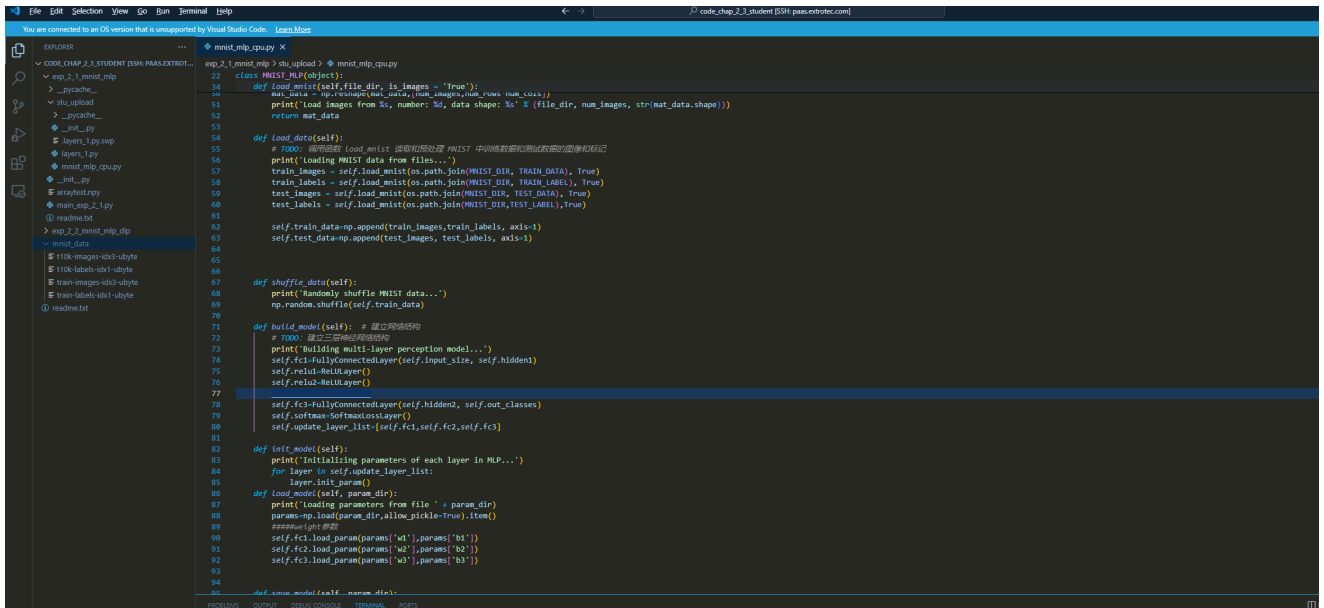 File Edit Selection View Go Run Terminal Help
code_chap_2_3_student [SSH: paas.extrotec.com]
You are connected to an OS version that is unsupported by Visual Studio Code. Learn More
EXPLORER
mnist_mlp_cpu.py
CODE_CHAP_2_3_STUDENT [SSH: PAAS.EXTROT...
exp_2_1_mnist_mlp
__pycache__
stu_upload
__pycache__
__init__.py
.layers_1.py.swp
layers_1.py
mnist_mlp_cpu.py
__init__.py
arraytest.npy
main_exp_2_1.py
readme.txt
exp_2_2_mnist_mlp_dlp
mnist_data
t10k-images-idx3-ubyte
t10k-labels-idx1-ubyte
train-images-idx3-ubyte
train-labels-idx1-ubyte
readme.txt
exp_2_1_mnist_mlp > stu_upload > mnist_mlp_cpu.py
22 class MNIST_MLP(object):
34 def load_mnist(self,file_dir, is_images = 'True'):
50 mat_data = np.reshape(mat_data,[num_images,num_rows*num_cols])
51 print('Load images from %s, number: %d, data shape: %s' % (file_dir, num_images, str(mat_data.shape)))
52 return mat_data
53
54 def load_data(self):
55 # TODO: 调用函数 load_mnist 读取和预处理 MNIST 中训练数据和测试数据的图像和标记
56 print('Loading MNIST data from files...')
57 train_images = self.load_mnist(os.path.join(MNIST_DIR, TRAIN_DATA), True)
58 train_labels = self.load_mnist(os.path.join(MNIST_DIR, TRAIN_LABEL), True)
59 test_images = self.load_mnist(os.path.join(MNIST_DIR, TEST_DATA), True)
60 test_labels = self.load_mnist(os.path.join(MNIST_DIR,TEST_LABEL),True)
61
62 self.train_data=np.append(train_images,train_labels, axis=1)
63 self.test_data=np.append(test_images, test_labels, axis=1)
64
65
66
67 def shuffle_data(self):
68 print('Randomly shuffle MNIST data...')
69 np.random.shuffle(self.train_data)
70
71 def build_model(self): # 建立网络结构
72 # TODO: 建立三层神经网络结构
73 print('Building multi-layer perception model...')
74 self.fc1=FullyConnectedLayer(self.input_size, self.hidden1)
75 self.relu1=ReLULayer()
76 self.relu2=ReLULayer()
77 ____________________
78 self.fc3=FullyConnectedLayer(self.hidden2, self.out_classes)
79 self.softmax=SoftmaxLossLayer()
80 self.update_layer_list=[self.fc1,self.fc2,self.fc3]
81
82 def init_model(self):
83 print('Initializing parameters of each layer in MLP...')
84 for layer in self.update_layer_list:
85 layer.init_param()
86 def load_model(self, param_dir):
87 print('Loading parameters from file ' + param_dir)
88 params=np.load(param_dir,allow_pickle=True).item()
89 #####weight参数
90 self.fc1.load_param(params['w1'],params['b1'])
91 self.fc2.load_param(params['w2'],params['b2'])
92 self.fc3.load_param(params['w3'],params['b3'])
93
94
95 def save_model(self, param_dir):
PROBLEMS OUTPUT DEBUG CONSOLE TERMINAL PORTS